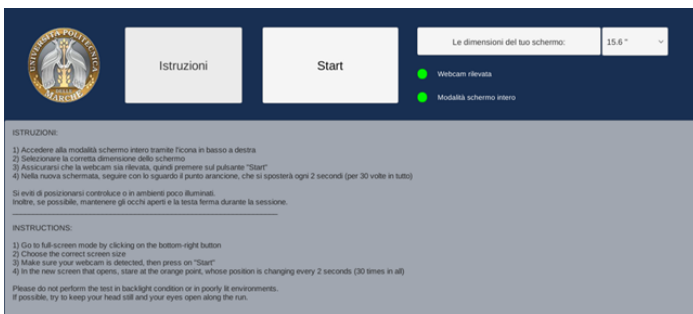 UNIVERSITÀ POLITECNICA
DELLE
MARCHE
Istruzioni
Start
Le dimensioni del tuo schermo:
15.6 "
Webcam rilevata
Modalità schermo intero
ISTRUZIONI:
1) Accedere alla modalità schermo intero tramite l'icona in basso a destra
2) Selezionare la corretta dimensione dello schermo
3) Assicurarsi che la webcam sia rilevata, quindi premere sul pulsante "Start"
4) Nella nuova schermata, seguire con lo sguardo il punto arancione, che si sposterà ogni 2 secondi (per 30 volte in tutto)
Si eviti di posizionarsi controluce o in ambienti poco illuminati.
Inoltre, se possibile, mantenere gli occhi aperti e la testa ferma durante la sessione.
INSTRUCTIONS:
1) Go to full-screen mode by clicking on the bottom-right button
2) Choose the correct screen size
3) Make sure your webcam is detected, then press on "Start"
4) In the new screen that opens, stare at the orange point, whose position is changing every 2 seconds (30 times in all)
Please do not perform the test in backlight condition or in poorly lit environments.
If possible, try to keep your head still and your eyes open along the run.